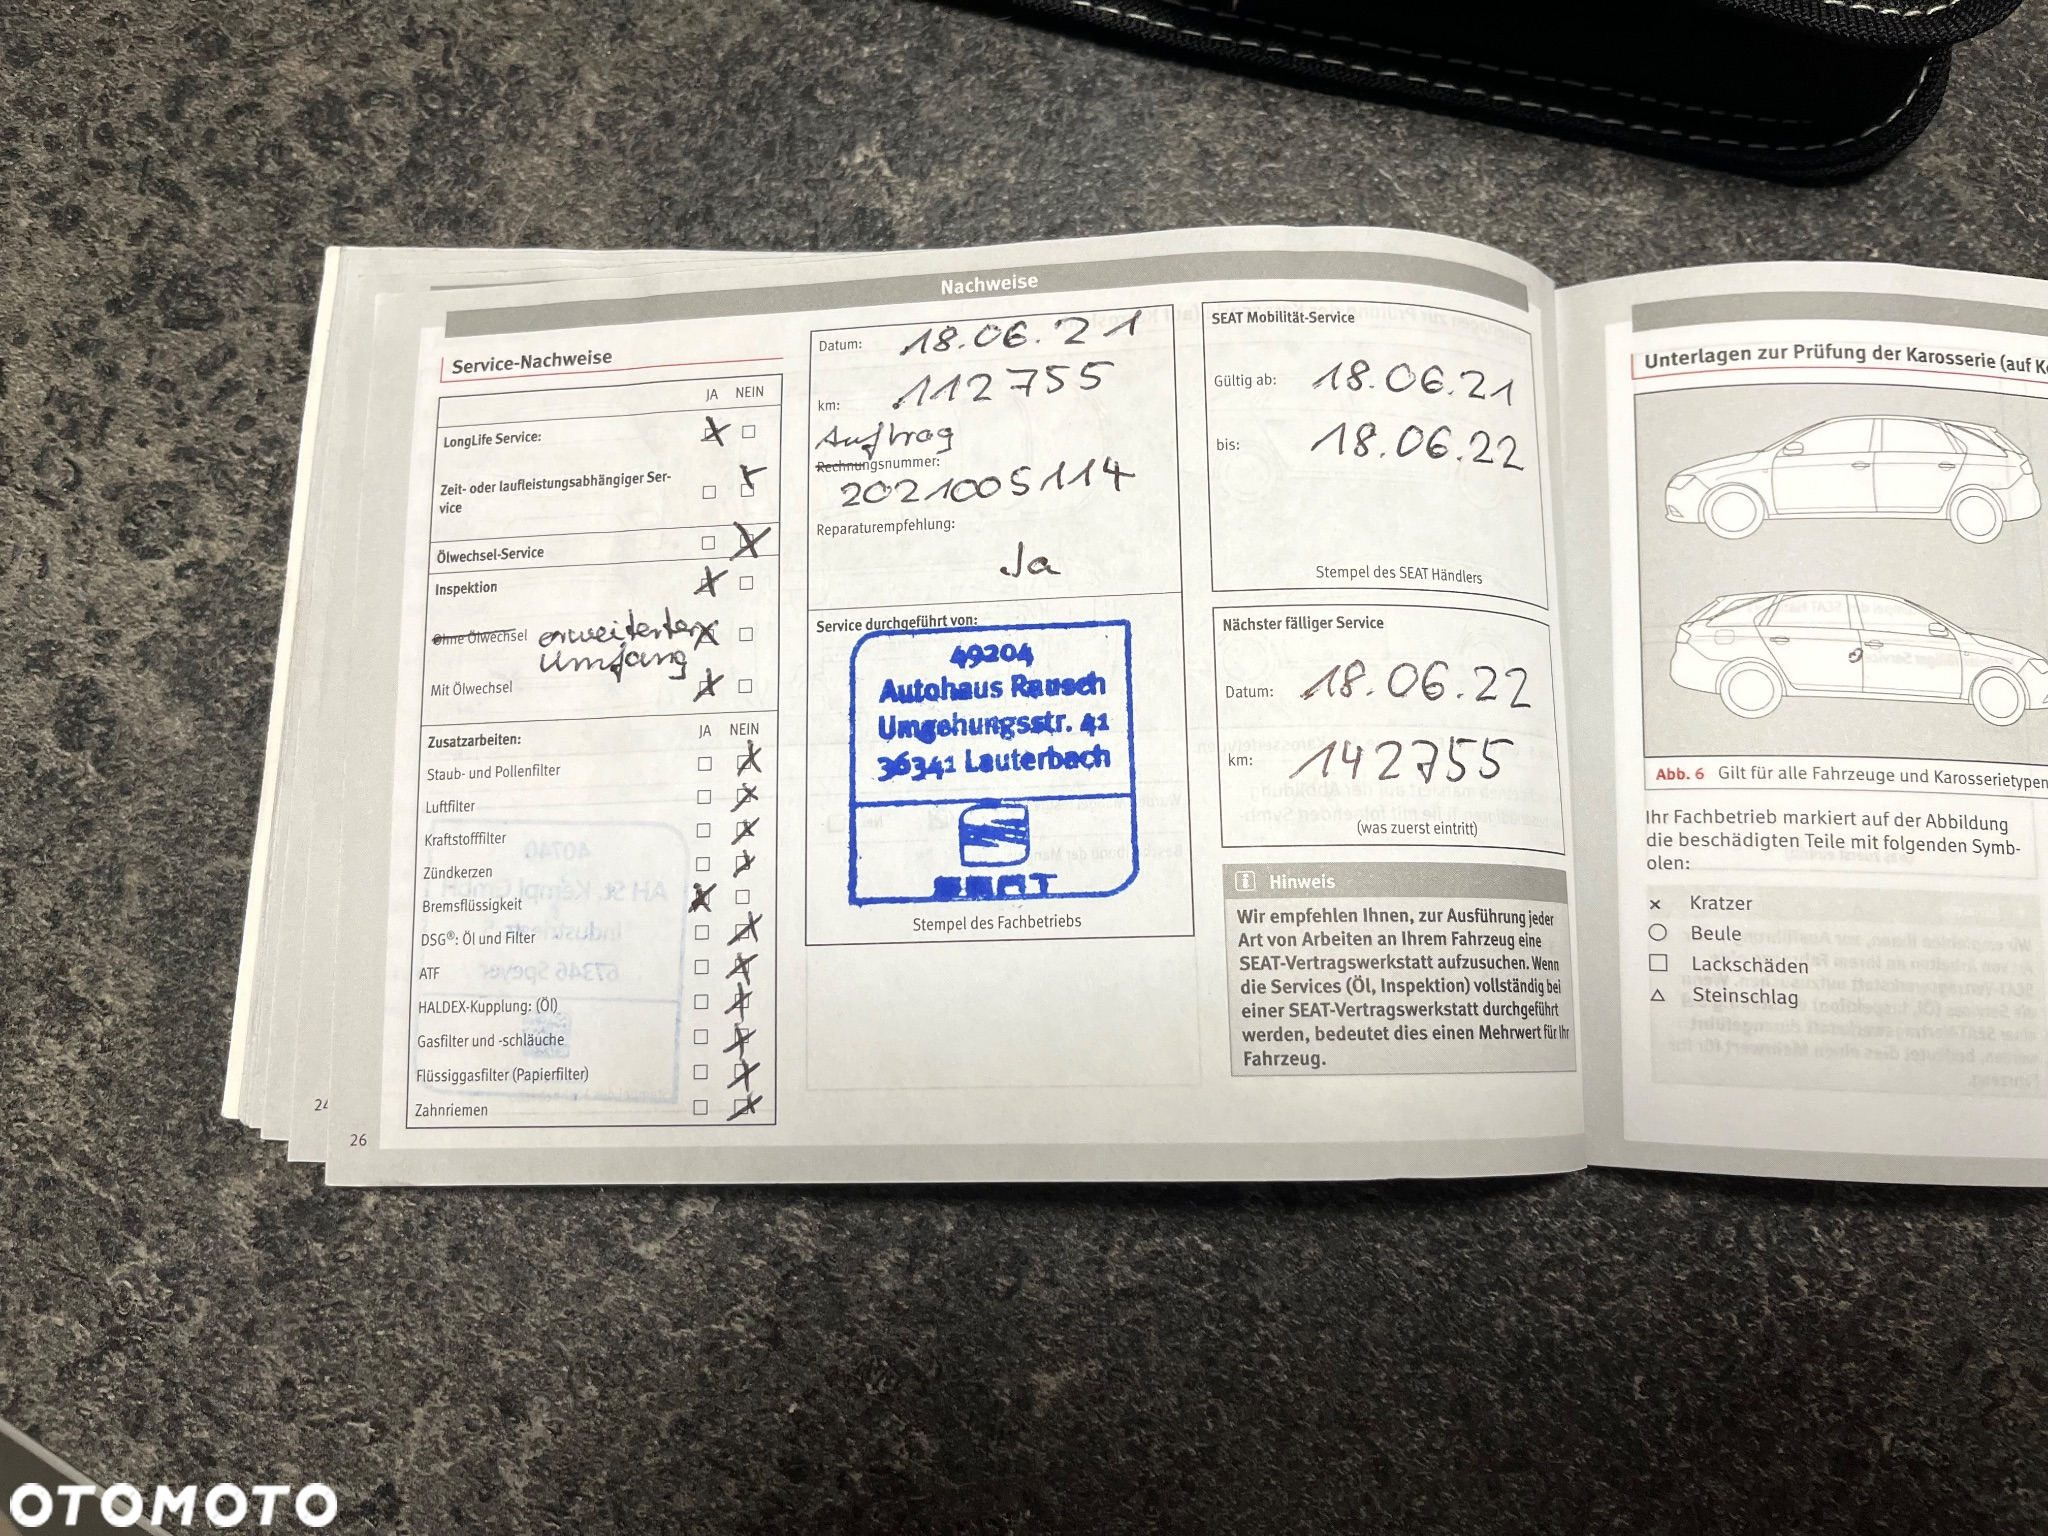 Nachweise
Service-Nachweise
JA NEIN
LongLife Service:
Zeit- oder laufleistungsabhängiger Ser-
vice
Ölwechsel-Service
Inspektion
Ohne Ölwechsel erweiterter
Umfang
Mit Ölwechsel
Zusatzarbeiten: JA NEIN
Staub- und Pollenfilter
Luftfilter
Kraftstofffilter
Zündkerzen
Bremsflüssigkeit
DSG®: Öl und Filter
ATF
HALDEX-Kupplung: (Öl)
Gasfilter und -schläuche
Flüssiggasfilter (Papierfilter)
Zahnriemen
24
26
Datum: 18.06.21
km: 112755
Auftrag
Rechnungsnummer:
2021005114
Reparaturempfehlung:
Ja
Service durchgeführt von:
49204
Autohaus Rausch
Umgehungsstr. 41
36341 Lauterbach
SEAT
Stempel des Fachbetriebs
SEAT Mobilität-Service
Gültig ab: 18.06.21
bis: 18.06.22
Stempel des SEAT Händlers
Nächster fälliger Service
Datum: 18.06.22
km: 142755
(was zuerst eintritt)
i Hinweis
Wir empfehlen Ihnen, zur Ausführung jeder
Art von Arbeiten an Ihrem Fahrzeug eine
SEAT-Vertragswerkstatt aufzusuchen. Wenn
die Services (Öl, Inspektion) vollständig bei
einer SEAT-Vertragswerkstatt durchgeführt
werden, bedeutet dies einen Mehrwert für Ihr
Fahrzeug.
Unterlagen zur Prüfung der Karosserie (auf
Abb. 6 Gilt für alle Fahrzeuge und Karosserietypen
Ihr Fachbetrieb markiert auf der Abbildung
die beschädigten Teile mit folgenden Symb-
olen:
Kratzer
Beule
Lackschäden
Steinschlag
OTOMOTO